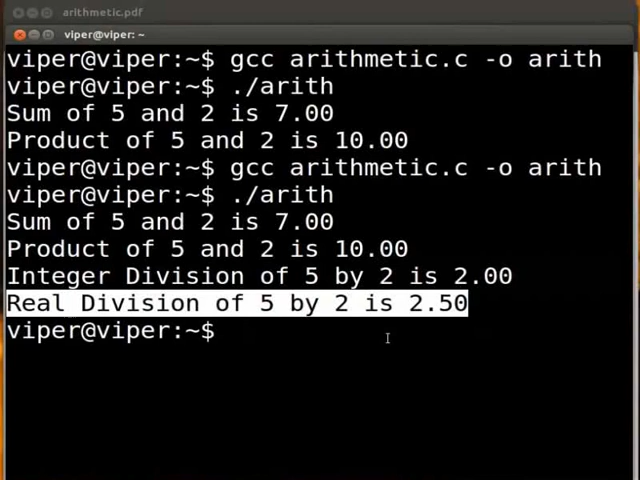 arithmetic.pdf
viper@viper: ~
viper@viper:~$ gcc arithmetic.c -o arith
viper@viper:~$ ./arith
Sum of 5 and 2 is 7.00
Product of 5 and 2 is 10.00
viper@viper:~$ gcc arithmetic.c -o arith
viper@viper:~$ ./arith
Sum of 5 and 2 is 7.00
Product of 5 and 2 is 10.00
Integer Division of 5 by 2 is 2.00
Real Division of 5 by 2 is 2.50
viper@viper:~$